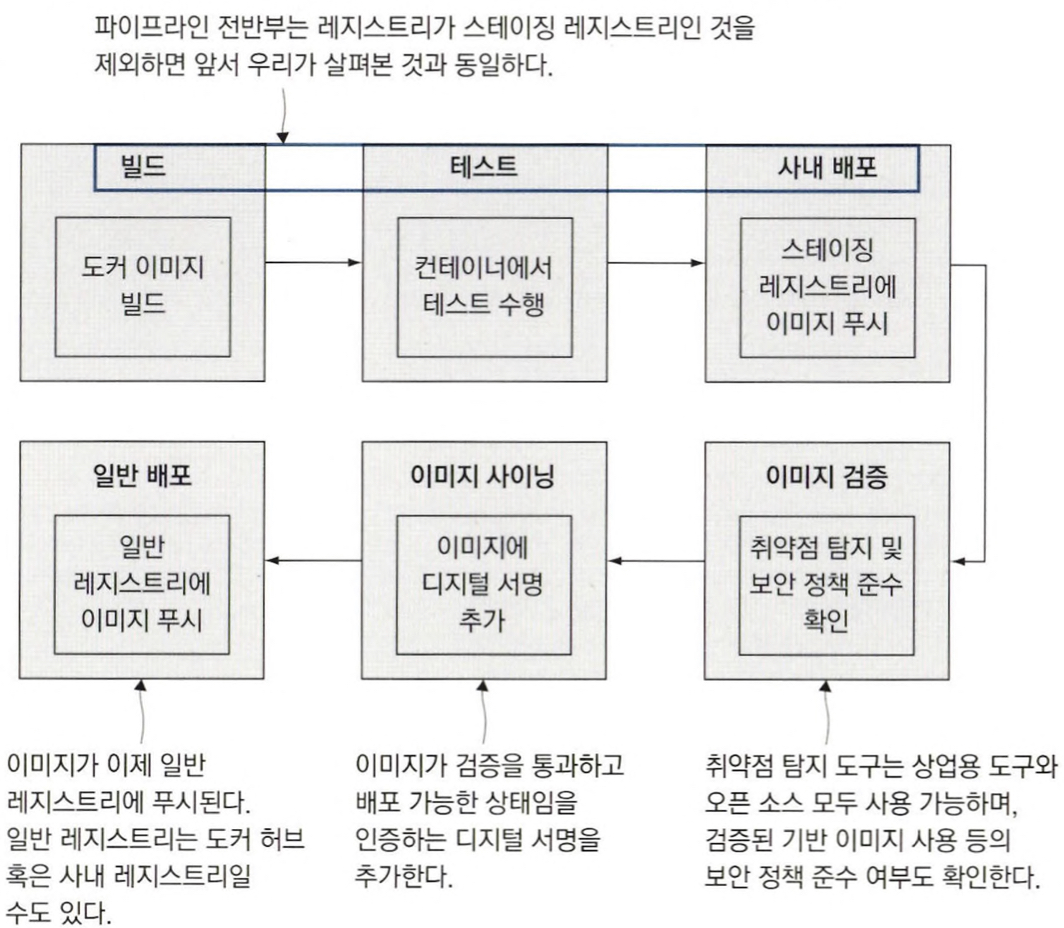 파이프라인 전반부는 레지스트리가 스테이징 레지스트리인 것을
제외하면 앞서 우리가 살펴본 것과 동일하다.
빌드
도커 이미지
빌드
테스트
컨테이너에서
테스트 수행
사내 배포
스테이징
레지스트리에
이미지 푸시
이미지 검증
취약점 탐지 및
보안 정책 준수
확인
이미지 사이닝
이미지에
디지털 서명
추가
일반 배포
일반
레지스트리에
이미지 푸시
이미지가 이제 일반
레지스트리에 푸시된다.
일반 레지스트리는 도커 허브
혹은 사내 레지스트리일
수도 있다.
이미지가 검증을 통과하고
배포 가능한 상태임을
인증하는 디지털 서명을
추가한다.
취약점 탐지 도구는 상업용 도구와
오픈 소스 모두 사용 가능하며,
검증된 기반 이미지 사용 등의
보안 정책 준수 여부도 확인한다.